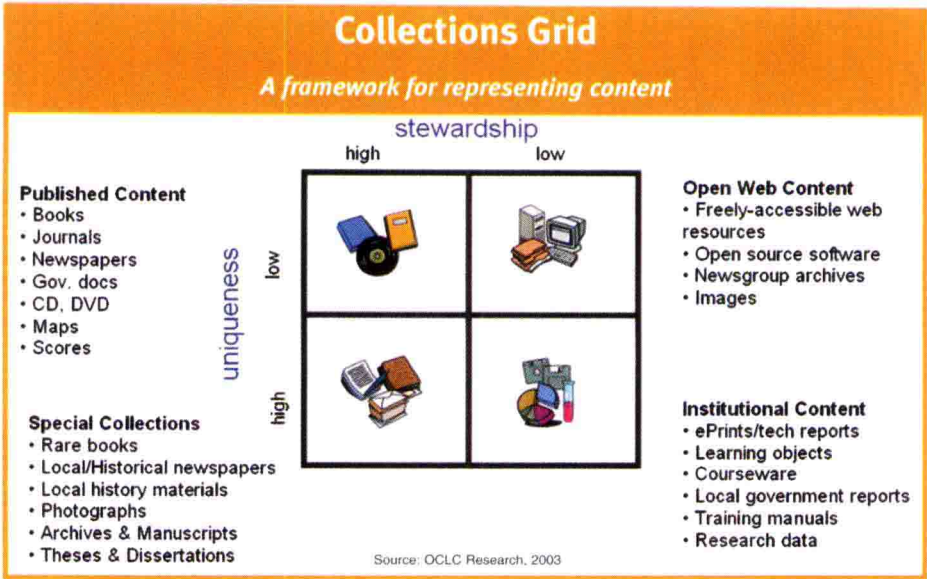 Collections Grid
A framework for representing content
stewardship
high low
uniqueness
low
high
Published Content
• Books
• Journals
• Newspapers
• Gov. docs
• CD, DVD
• Maps
• Scores
Open Web Content
• Freely-accessible web
resources
• Open source software
• Newsgroup archives
• Images
Special Collections
• Rare books
• Local/Historical newspapers
• Local history materials
• Photographs
• Archives & Manuscripts
• Theses & Dissertations
Institutional Content
• ePrints/tech reports
• Learning objects
• Courseware
• Local government reports
• Training manuals
• Research data
Source: OCLC Research, 2003